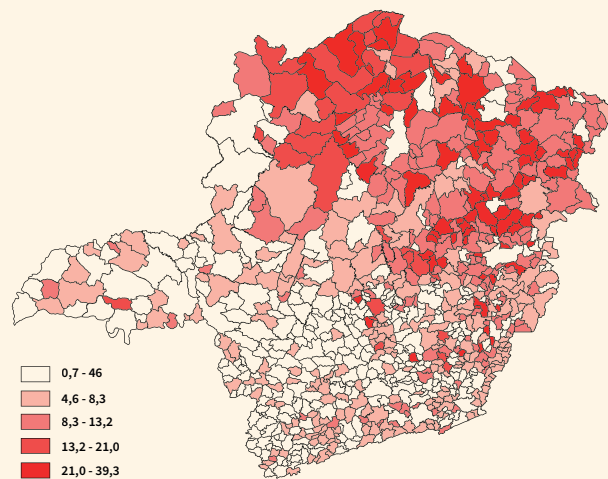 0,7 - 46
4,6 - 8,3
8,3 - 13,2
13,2 - 21,0
21,0 - 39,3